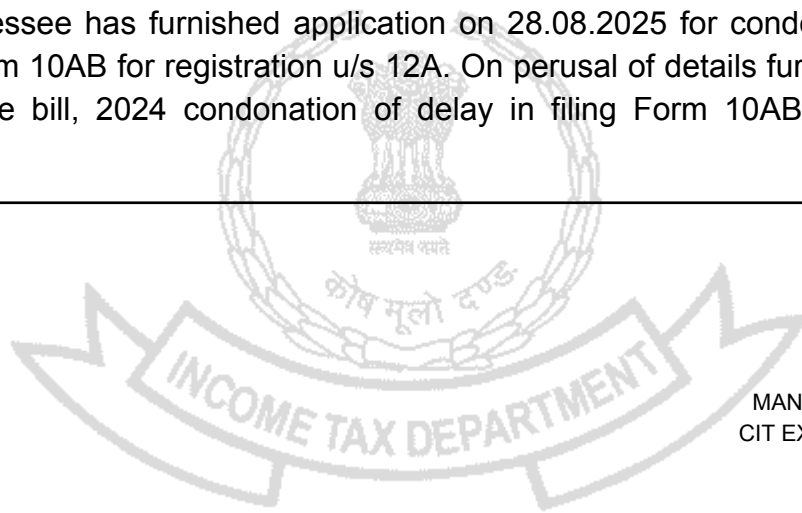 essee has furnished application on 28.08.2025 for condo
m 10AB for registration u/s 12A. On perusal of details fur
e bill, 2024 condonation of delay in filing Form 10AB
सत्यमेव जयते
कोष मूलो दण्डः
INCOME TAX DEPARTMENT
MAN
CIT EX